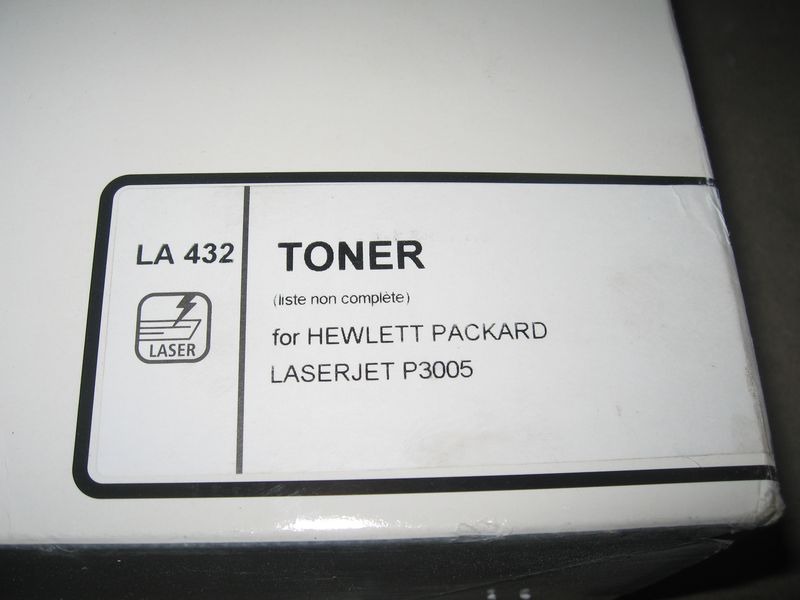 LA 432
LASER
TONER
(liste non complète)
for HEWLETT PACKARD
LASERJET P3005